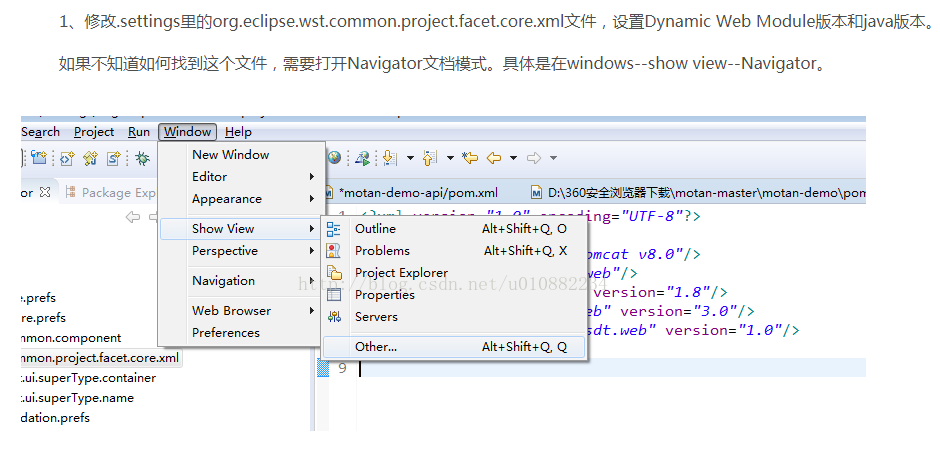 1、修改.settings里的org.eclipse.wst.common.project.facet.core.xml文件，设置Dynamic Web Module版本和java版本。
如果不知道如何找到这个文件，需要打开Navigator文档模式。具体是在windows--show view--Navigator。
Search Project Run Window Help
New Window
Editor
Appearance
Show View
Perspective
Navigation
Web Browser
Preferences
or Package Exp
*motan-demo-api/pom.xml
D:\360安全浏览器下载\motan-master\motan-demo\pom
1 <?xml version="1.0" encoding="UTF-8"?>
Outline Alt+Shift+Q, O
Problems Alt+Shift+Q, X
Project Explorer
Properties
Servers
Other... Alt+Shift+Q, Q
omcat v8.0"/>
web"/>
version="1.8"/>
eb" version="3.0"/>
sdt.web" version="1.0"/>
9
e.prefs
re.prefs
mmon.component
mmon.project.facet.core.xml
t.ui.superType.container
t.ui.superType.name
dation.prefs
http://blog.csdn.net/u010882234